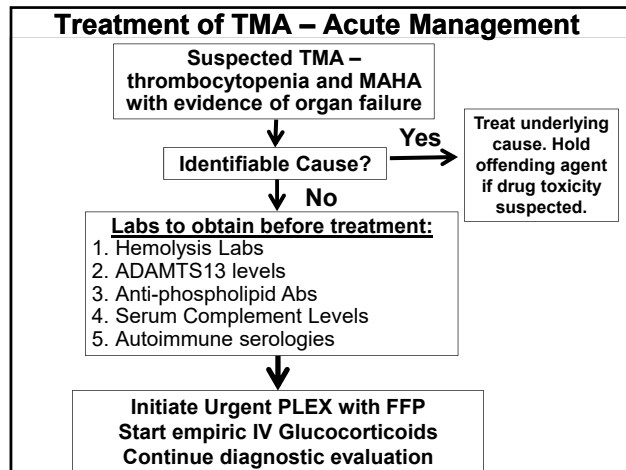 Treatment of TMA – Acute Management
Suspected TMA –
thrombocytopenia and MAHA
with evidence of organ failure
Yes
Treat underlying
cause. Hold
offending agent
if drug toxicity
suspected.
Identifiable Cause?
No
Labs to obtain before treatment:
1. Hemolysis Labs
2. ADAMTS13 levels
3. Anti-phospholipid Abs
4. Serum Complement Levels
5. Autoimmune serologies
Initiate Urgent PLEX with FFP
Start empiric IV Glucocorticoids
Continue diagnostic evaluation